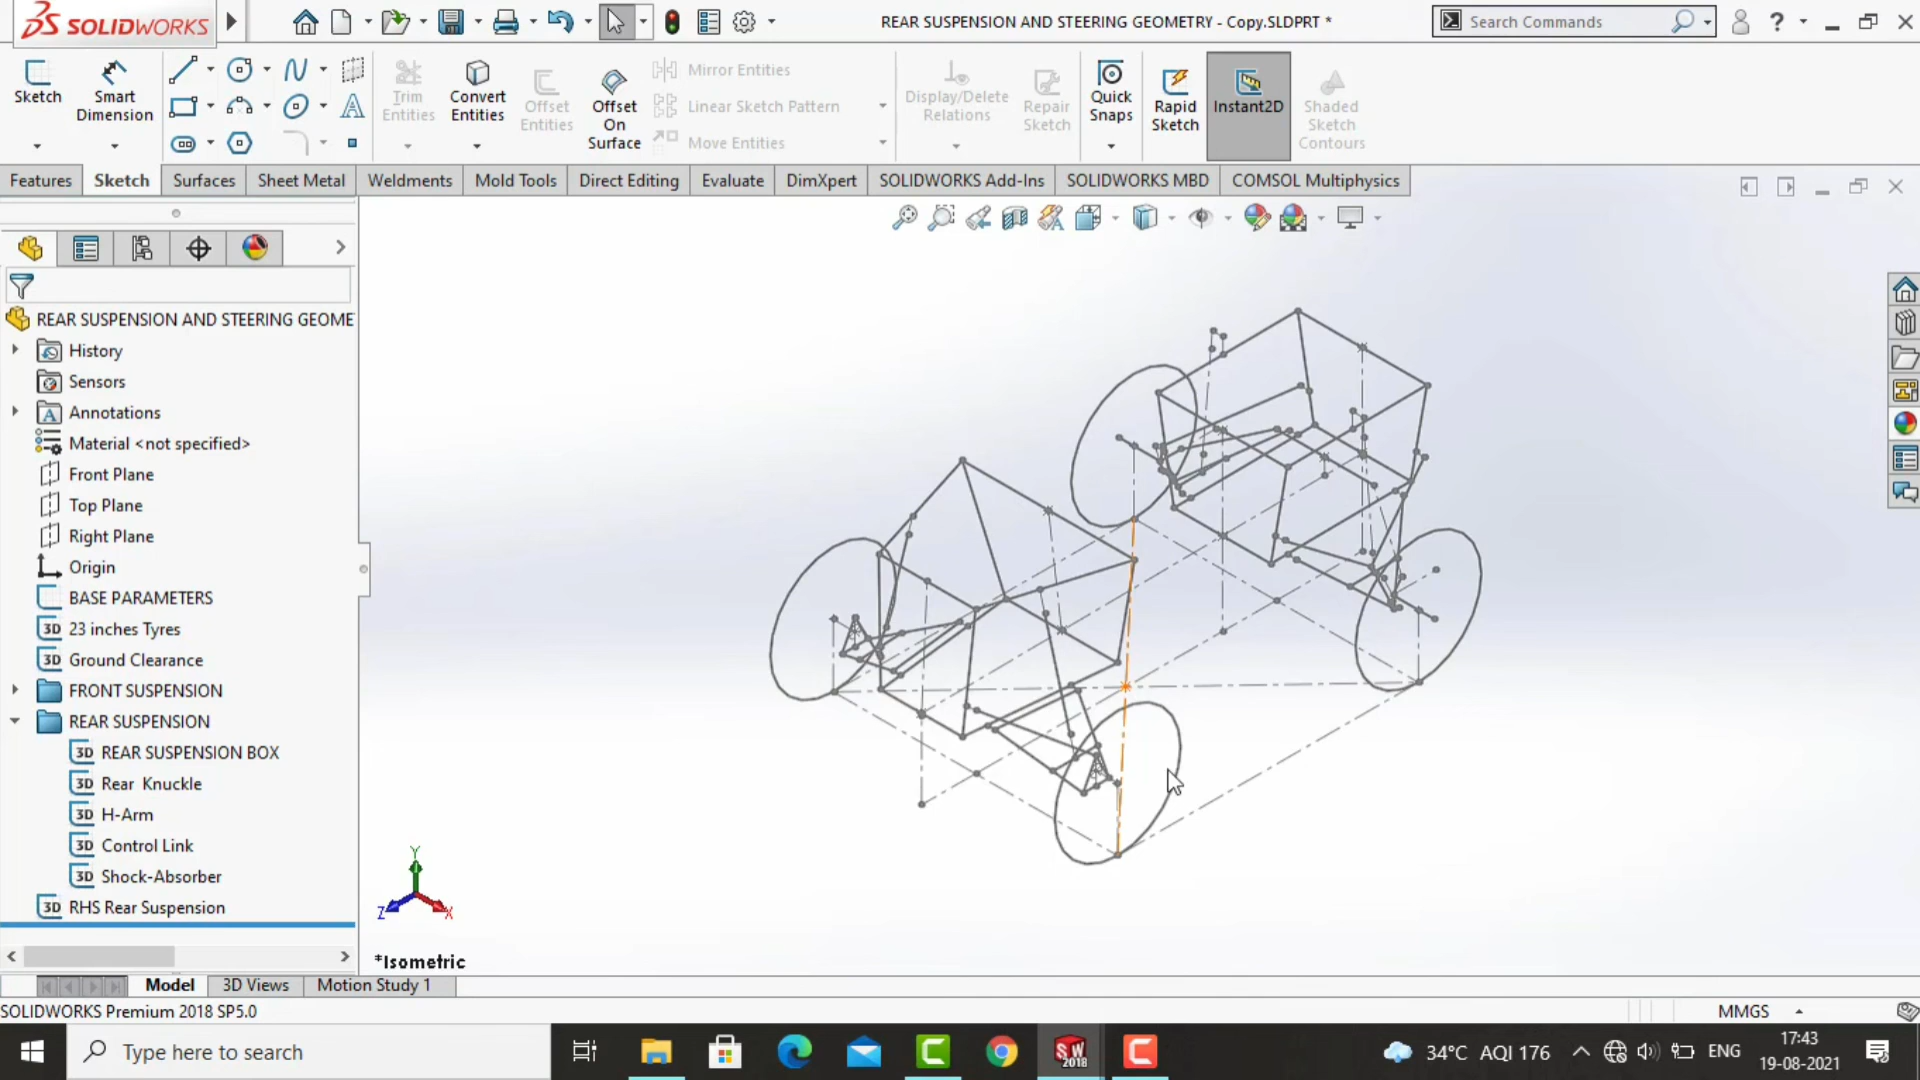 SOLIDWORKS
REAR SUSPENSION AND STEERING GEOMETRY - Copy.SLDPRT *
Search Commands
?
Sketch
Smart Dimension
Trim Entities
Convert Entities
Offset Entities
Offset On Surface
Mirror Entities
Linear Sketch Pattern
Move Entities
Display/Delete Relations
Repair Sketch
Quick Snaps
Rapid Sketch
Instant2D
Shaded Sketch Contours
Features
Sketch
Surfaces
Sheet Metal
Weldments
Mold Tools
Direct Editing
Evaluate
DimXpert
SOLIDWORKS Add-Ins
SOLIDWORKS MBD
COMSOL Multiphysics
REAR SUSPENSION AND STEERING GEOME
History
Sensors
Annotations
Material <not specified>
Front Plane
Top Plane
Right Plane
Origin
BASE PARAMETERS
3D 23 inches Tyres
3D Ground Clearance
FRONT SUSPENSION
REAR SUSPENSION
3D REAR SUSPENSION BOX
3D Rear Knuckle
3D H-Arm
3D Control Link
3D Shock-Absorber
3D RHS Rear Suspension
Y
Z
X
*Isometric
Model
3D Views
Motion Study 1
SOLIDWORKS Premium 2018 SP5.0
MMGS
Type here to search
SW 2018
34°C AQI 176
ENG
17:43
19-08-2021